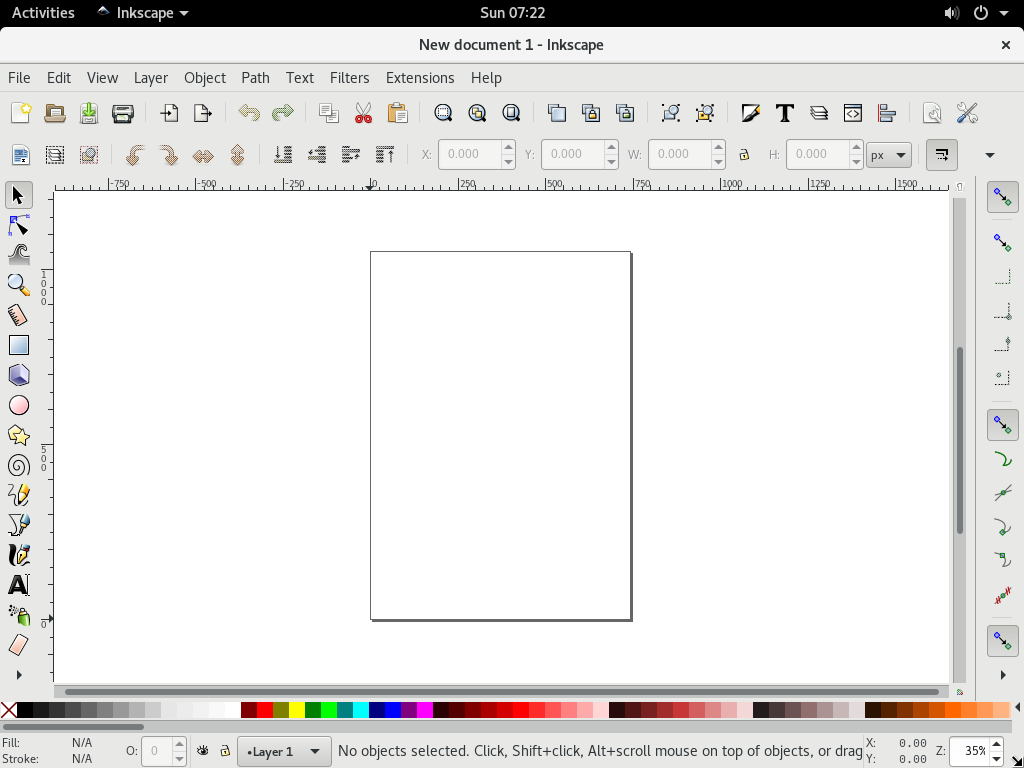 Activities Inkscape Sun 07:22
New document 1 - Inkscape
File Edit View Layer Object Path Text Filters Extensions Help
X: 0.000 Y: 0.000 W: 0.000 H: 0.000 px
-750 -500 -250 0 250 500 750 1000 1250 1500
1000
500
0
Fill: N/A O: 0 Layer 1 No objects selected. Click, Shift+click, Alt+scroll mouse on top of objects, or drag X: 0.00 Z: 35%
Stroke: N/A Y: 0.00